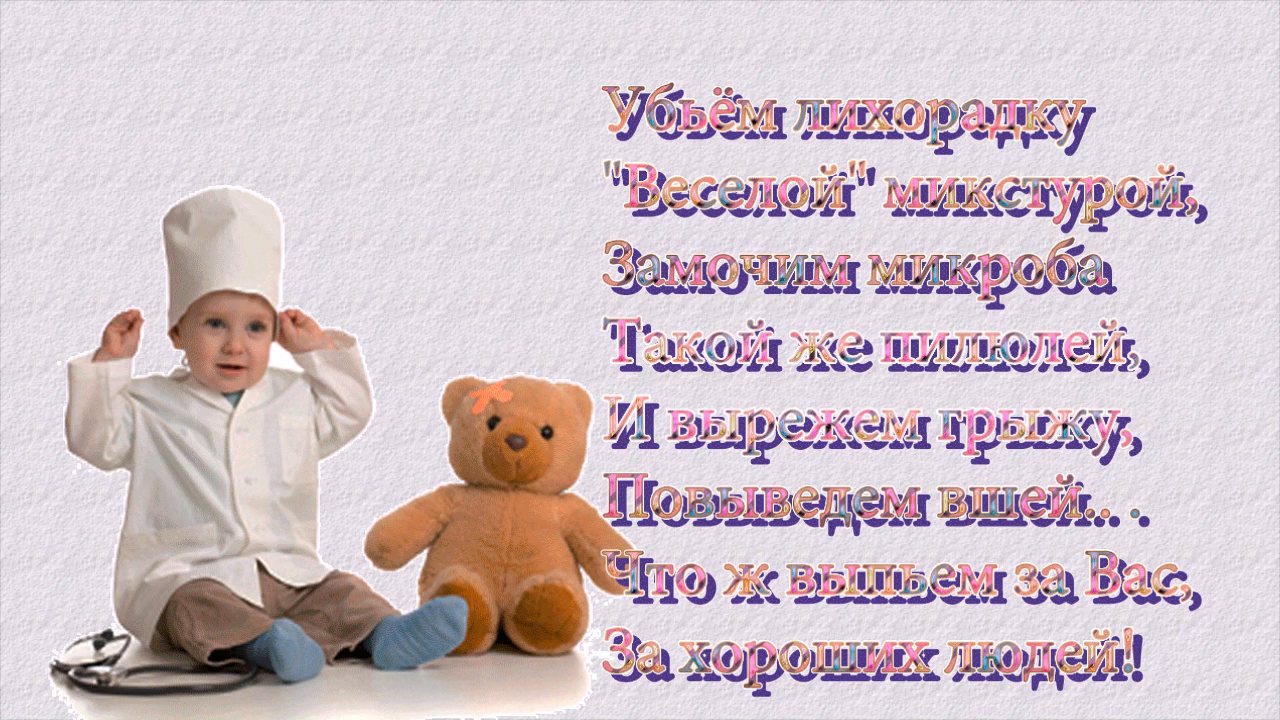 Убьём лихорадку
"Веселой" микстурой,
Замочим микроба
Такой же пилюлей,
И вырежем грыжу,
Повыведем вшей.. .
Что ж выпьем за Вас,
За хороших людей!